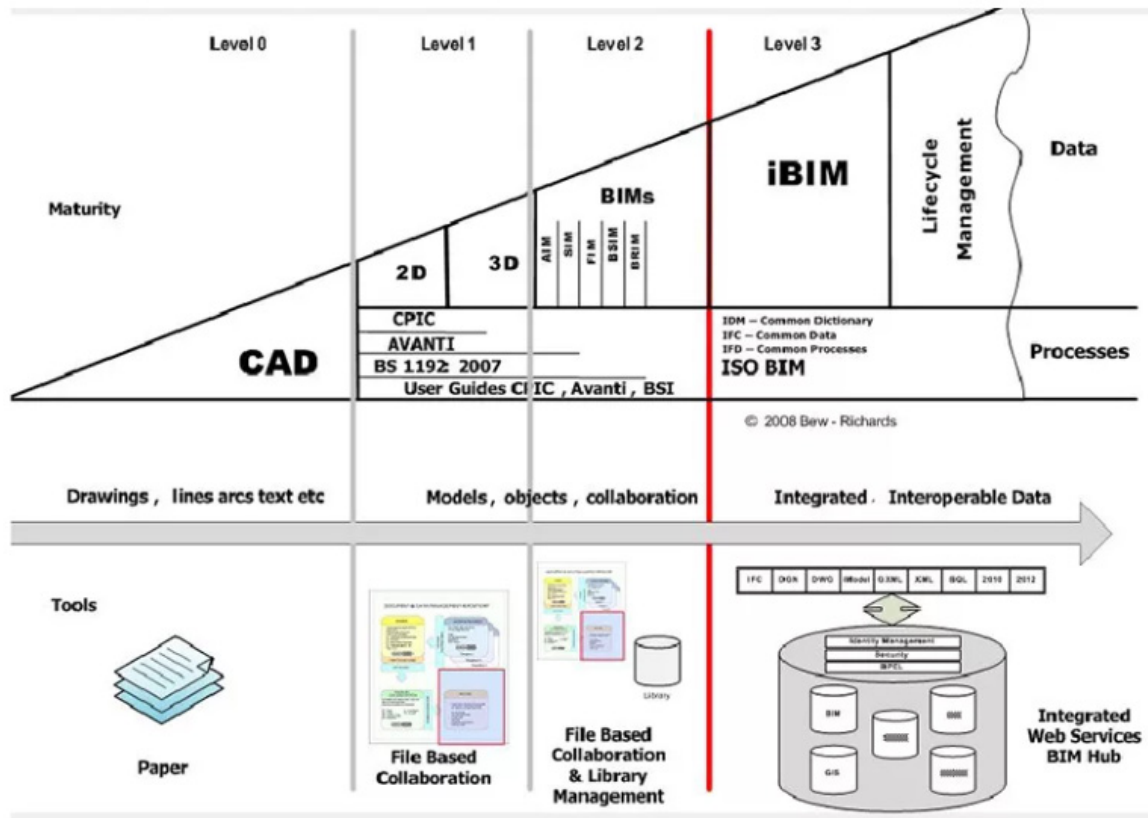 Level 0
Level 1
Level 2
Level 3
Maturity
CAD
2D
3D
BIMs
AIM
SIM
FIM
BSIM
BRIM
iBIM
Lifecycle
Management
Data
CPIC
AVANTI
BS 1192: 2007
User Guides CPIC , Avanti , BSI
IDM – Common Dictionary
IFC – Common Data
IFD – Common Processes
ISO BIM
Processes
© 2008 Bew - Richards
Drawings , lines arcs text etc
Models , objects , collaboration
Integrated , Interoperable Data
Tools
Paper
DOCUMENT & DATA MANAGEMENT REPOSITORY
File Based
Collaboration
Library
File Based
Collaboration
& Library
Management
IFC
DGN
DWG
iModel
GXML
XML
SQL
2010
2012
Identity Management
Security
BPEL
BIM
GIS
Integrated
Web Services
BIM Hub